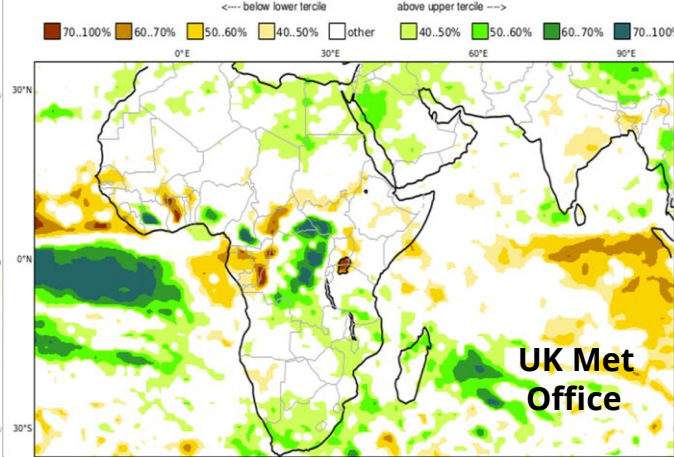 <---- below lower tercile above upper tercile ---->
70..100% 60..70% 50..60% 40..50% other 40..50% 50..60% 60..70% 70..100%
0°E 30°E 60°E 90°E
30°N
0°N
30°S
UK Met
Office